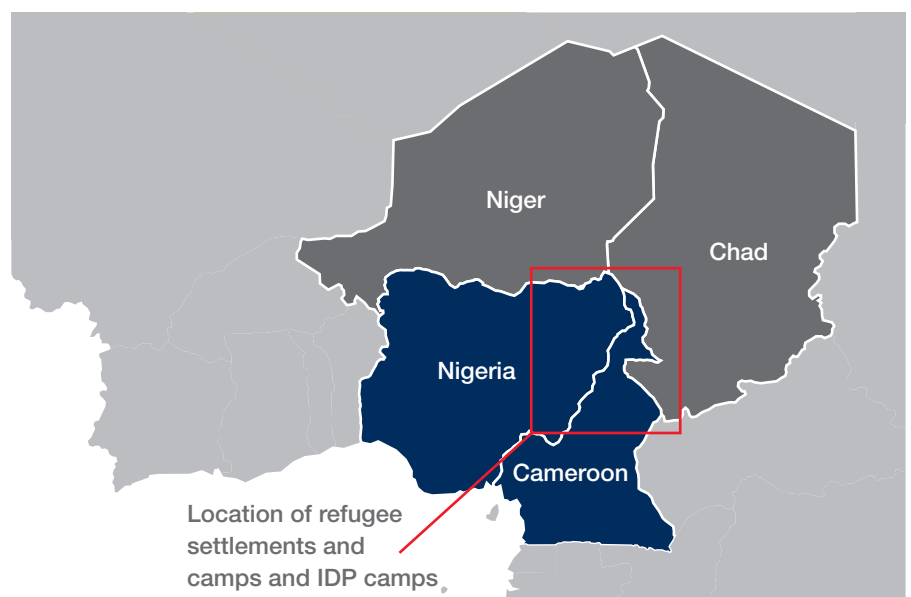 Niger
Chad
Nigeria
Cameroon
Location of refugee
settlements and
camps and IDP camps